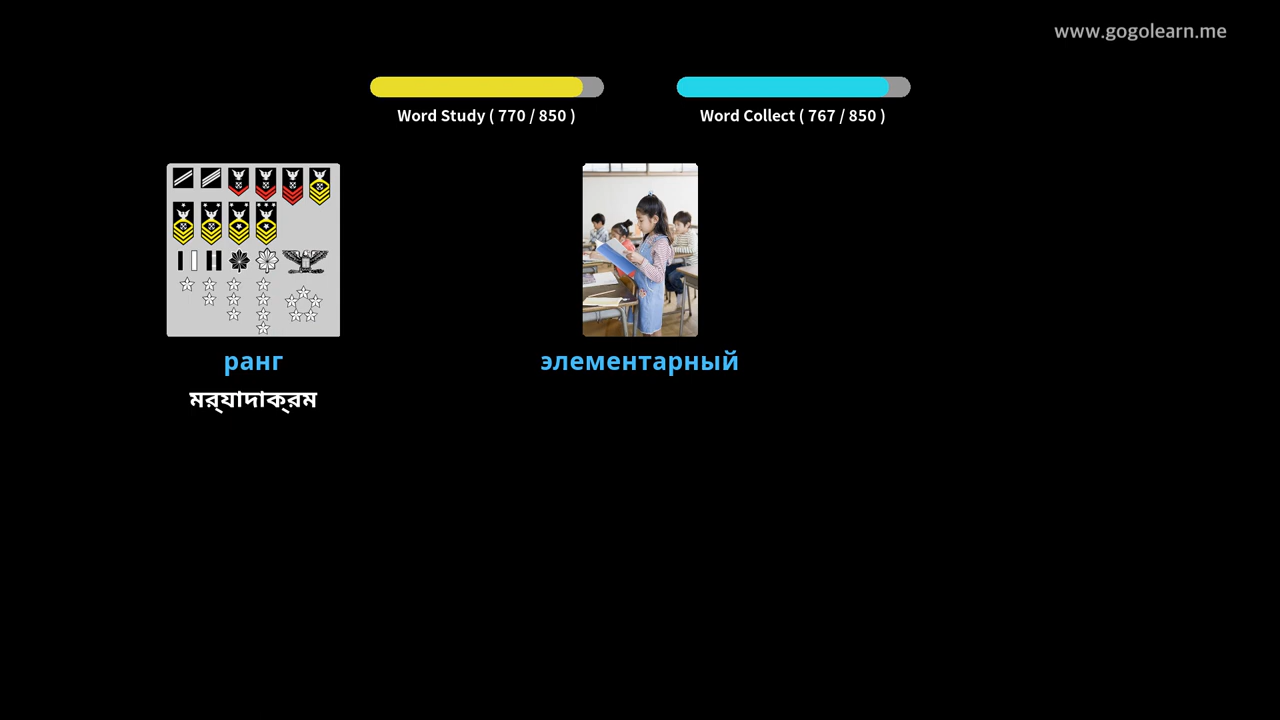 www.gogolearn.me
Word Study ( 770 / 850 )
Word Collect ( 767 / 850 )
ранг
элементарный
মর্যাদাক্রম